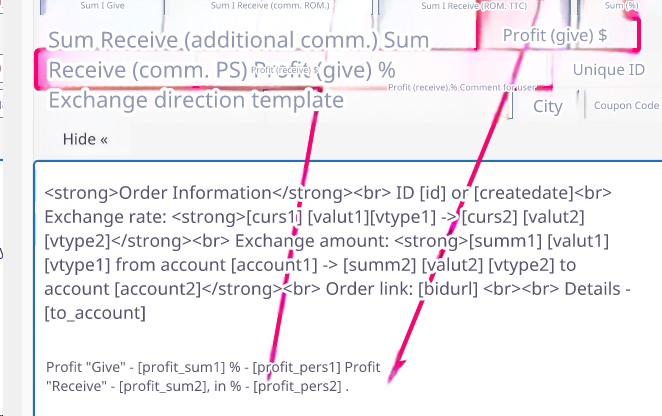 Sum I Give
Sum I Receive (comm. ROM.)
Sum I Receive (ROM. TTC)
Sum (%)
Sum Receive (additional comm.) Sum
Profit (give) $
Receive (comm. PS) Profit (give) %
Profit (receive) $
Unique ID
Profit (receive),% Comment for user
Exchange direction template
City
Coupon Code
Hide «
<strong>Order Information</strong><br> ID [id] or [createdate]<br>
Exchange rate: <strong>[curs1] [valut1][vtype1] -> [curs2] [valut2]
[vtype2]</strong><br> Exchange amount: <strong>[summ1] [valut1]
[vtype1] from account [account1] -> [summ2] [valut2] [vtype2] to
account [account2]</strong><br> Order link: [bidurl] <br><br> Details -
[to_account]
Profit "Give" - [profit_sum1] % - [profit_pers1] Profit
"Receive" - [profit_sum2], in % - [profit_pers2] .